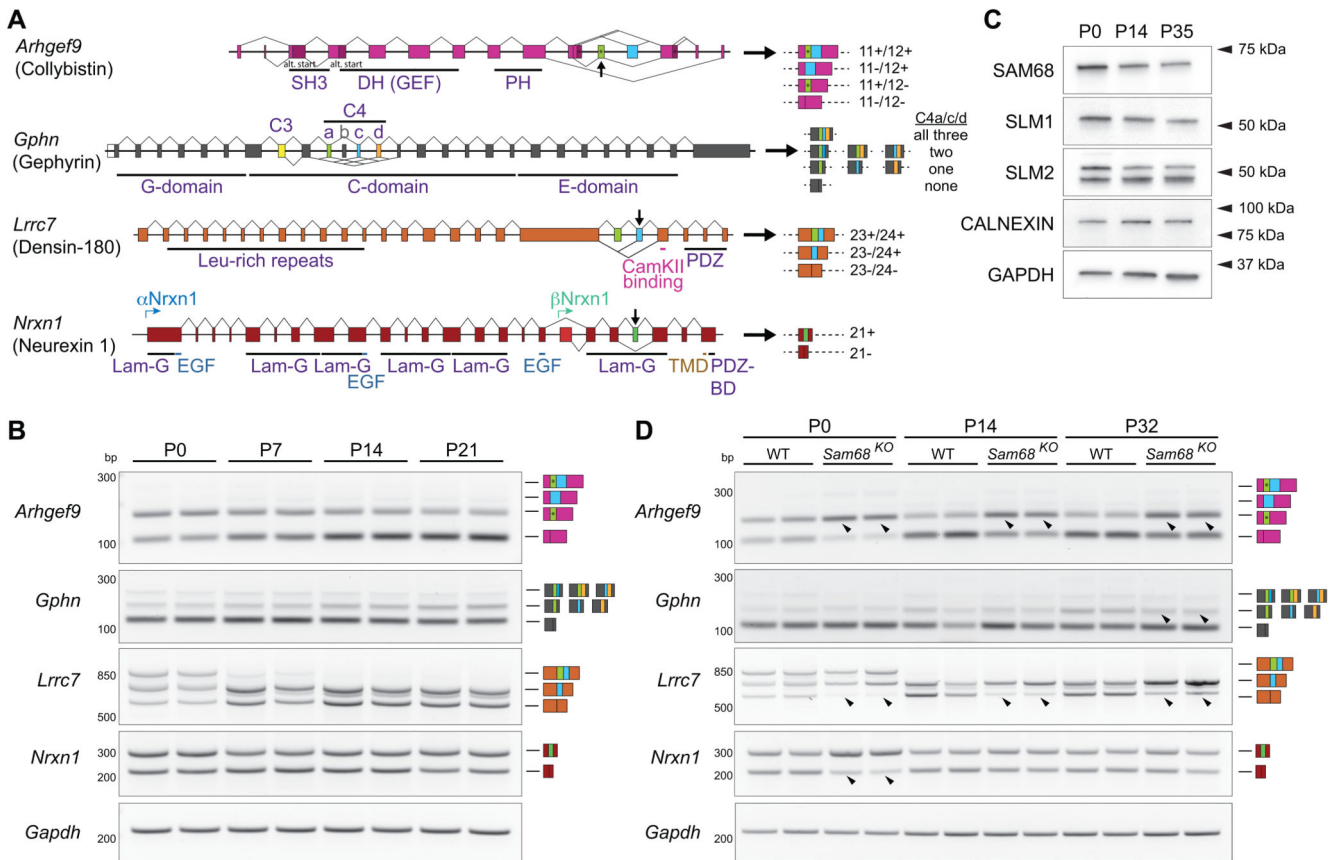 A
Arhgef9
(Collybistin)
alt. start
alt. start
SH3
DH (GEF)
PH
11+/12+
11-/12+
11+/12-
11-/12-
Gphn
(Gephyrin)
C3
C4
a b c d
G-domain
C-domain
E-domain
C4a/c/d
all three
two
one
none
Lrrc7
(Densin-180)
Leu-rich repeats
CamKII
binding
PDZ
23+/24+
23-/24+
23-/24-
αNrxn1
βNrxn1
Nrxn1
(Neurexin 1)
Lam-G
EGF
Lam-G
Lam-G
EGF
Lam-G
Lam-G
EGF
Lam-G
TMD
PDZ-
BD
21+
21-
C
P0 P14 P35
SAM68
75 kDa
SLM1
50 kDa
SLM2
50 kDa
CALNEXIN
100 kDa
75 kDa
GAPDH
37 kDa
B
P0 P7 P14 P21
bp
Arhgef9
300
100
*
*
Gphn
300
100
Lrrc7
850
500
Nrxn1
300
200
Gapdh
200
D
P0 P14 P32
WT Sam68 KO WT Sam68 KO WT Sam68 KO
bp
Arhgef9
300
100
*
*
Gphn
300
100
Lrrc7
850
500
Nrxn1
300
200
Gapdh
200